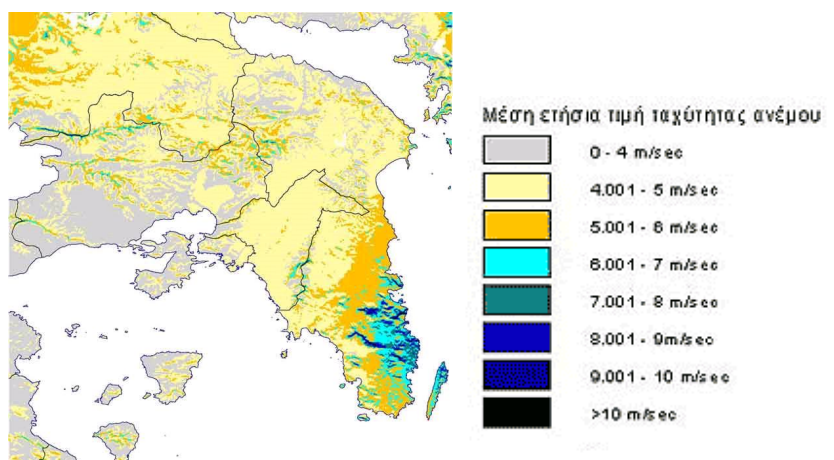 Μέση ετήσια τιμή ταχύτητας ανέμου
0 - 4 m/sec
4.001 - 5 m/sec
5.001 - 6 m/sec
6.001 - 7 m/sec
7.001 - 8 m/sec
8.001 - 9m/sec
9.001 - 10 m/sec
>10 m/sec